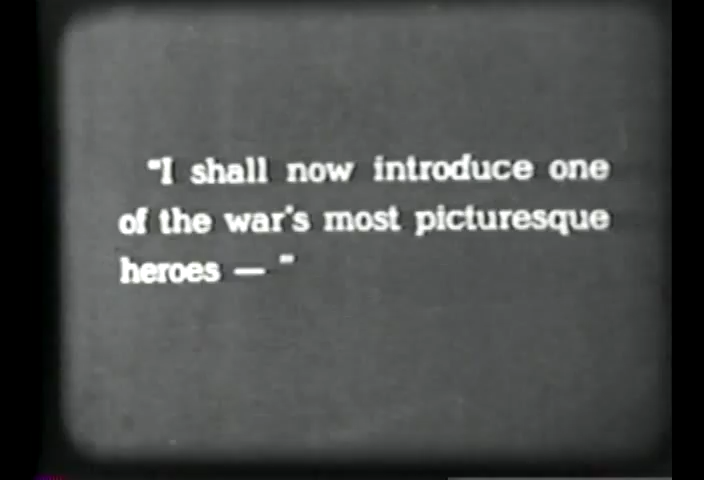 "I shall now introduce one
of the war's most picturesque
heroes — "